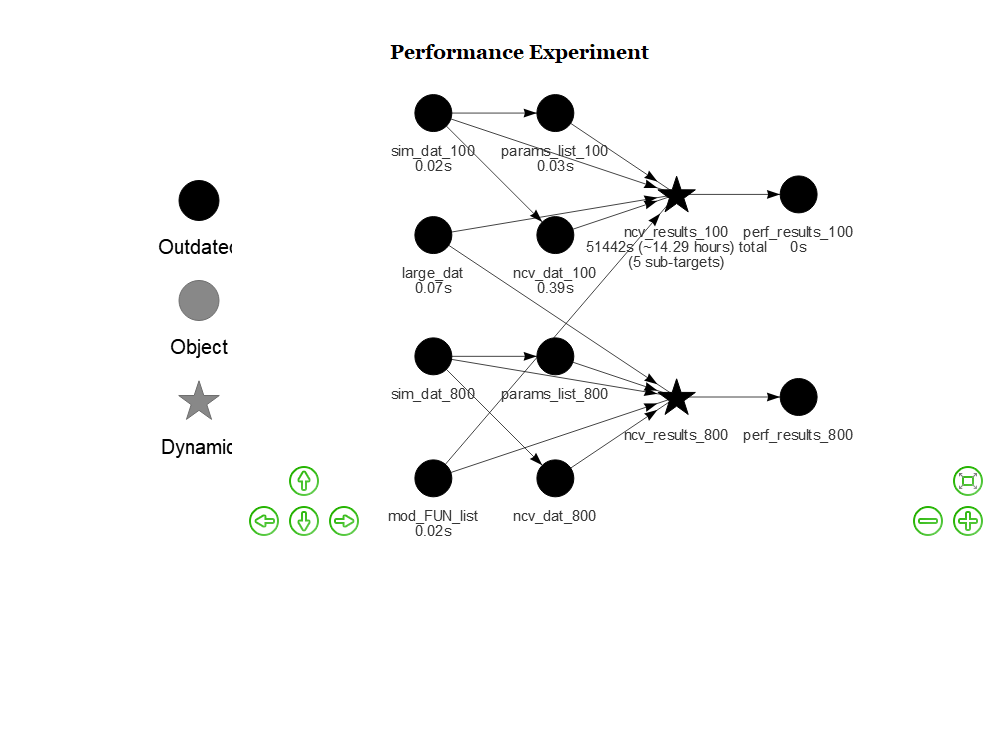 Performance Experiment
Outdated
Object
Dynamic
sim_dat_100
0.02s
params_list_100
0.03s
ncv_results_100
51442s (~14.29 hours) total
(5 sub-targets)
perf_results_100
0s
large_dat
0.07s
ncv_dat_100
0.39s
sim_dat_800
params_list_800
ncv_results_800
perf_results_800
mod_FUN_list
0.02s
ncv_dat_800